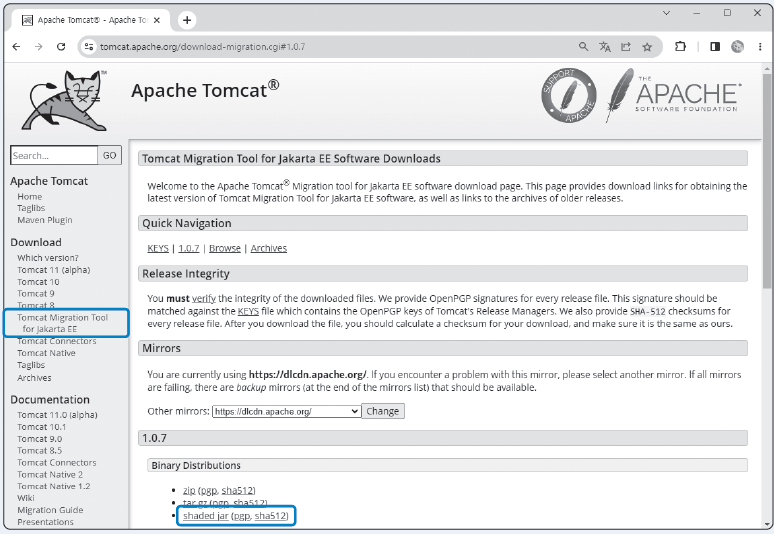 Apache Tomcat® - Apache To
tomcat.apache.org/download-migration.cgi#1.0.7
TM
Apache Tomcat®
SUPPORT APACHE
THE
APACHE
SOFTWARE FOUNDATION
Search... GO
Apache Tomcat
Home
Taglibs
Maven Plugin
Download
Which version?
Tomcat 11 (alpha)
Tomcat 10
Tomcat 9
Tomcat 8
Tomcat Migration Tool
for Jakarta EE
Tomcat Connectors
Tomcat Native
Taglibs
Archives
Documentation
Tomcat 11.0 (alpha)
Tomcat 10.1
Tomcat 9.0
Tomcat 8.5
Tomcat Connectors
Tomcat Native 2
Tomcat Native 1.2
Wiki
Migration Guide
Presentations
Tomcat Migration Tool for Jakarta EE Software Downloads
Welcome to the Apache Tomcat® Migration tool for Jakarta EE software download page. This page provides download links for obtaining the
latest version of Tomcat Migration Tool for Jakarta EE software, as well as links to the archives of older releases.
Quick Navigation
KEYS | 1.0.7 | Browse | Archives
Release Integrity
You must verify the integrity of the downloaded files. We provide OpenPGP signatures for every release file. This signature should be
matched against the KEYS file which contains the OpenPGP keys of Tomcat's Release Managers. We also provide SHA-512 checksums for
every release file. After you download the file, you should calculate a checksum for your download, and make sure it is the same as ours.
Mirrors
You are currently using https://dlcdn.apache.org/. If you encounter a problem with this mirror, please select another mirror. If all mirrors
are failing, there are backup mirrors (at the end of the mirrors list) that should be available.
Other mirrors: https://dlcdn.apache.org/ Change
1.0.7
Binary Distributions
• zip (pgp, sha512)
• tar.gz (pgp, sha512)
• shaded jar (pgp, sha512)